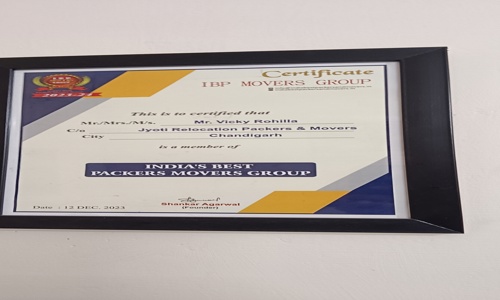 Certificate
IBP MOVERS GROUP
This is to certified that
Mr./Mrs./M/s. Mr. Vicky Rohilla
C/o Jyoti Relocation Packers & Movers
City Chandigarh
is a member of
INDIA'S BEST
PACKERS MOVERS GROUP
Shankar Agarwal
(Founder)
Date : 12 DEC, 2023